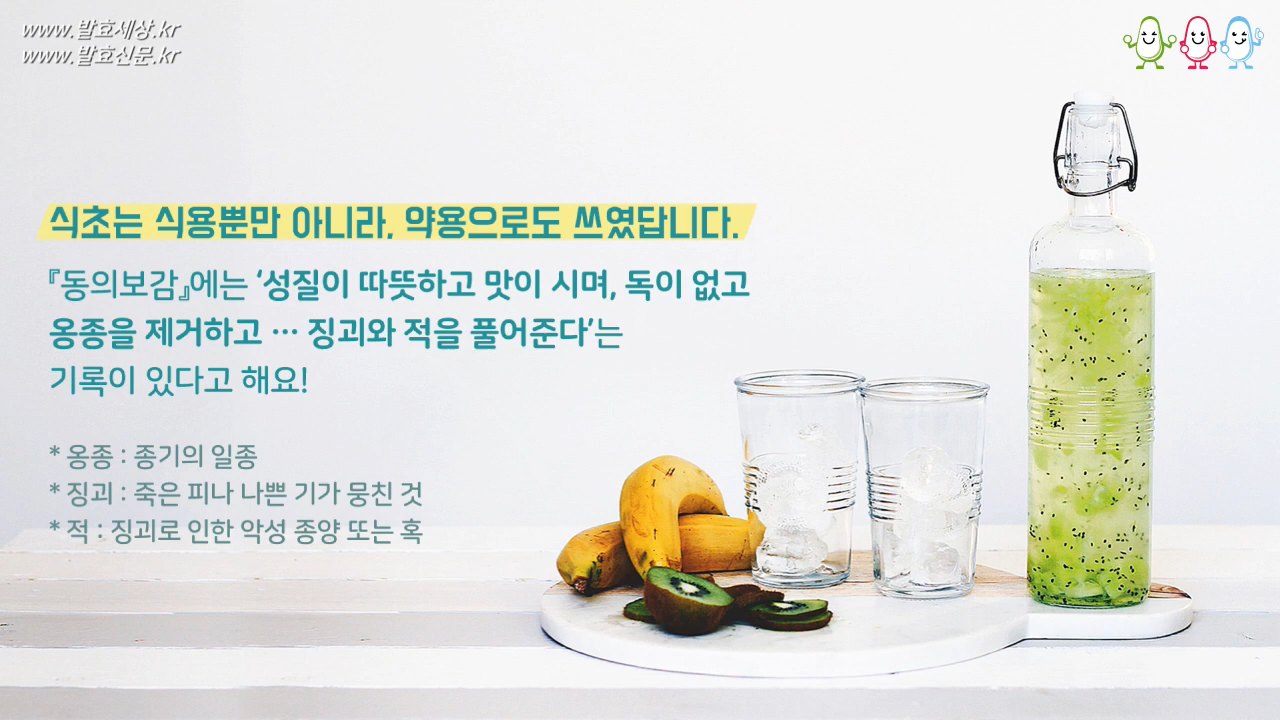 www.발효세상.kr
www.발효신문.kr
식초는 식용뿐만 아니라, 약용으로도 쓰였답니다.
『동의보감』에는 ‘성질이 따뜻하고 맛이 시며, 독이 없고
옹종을 제거하고 … 징괴와 적을 풀어준다’는
기록이 있다고 해요!
* 옹종 : 종기의 일종
* 징괴 : 죽은 피나 나쁜 기가 뭉친 것
* 적 : 징괴로 인한 악성 종양 또는 혹